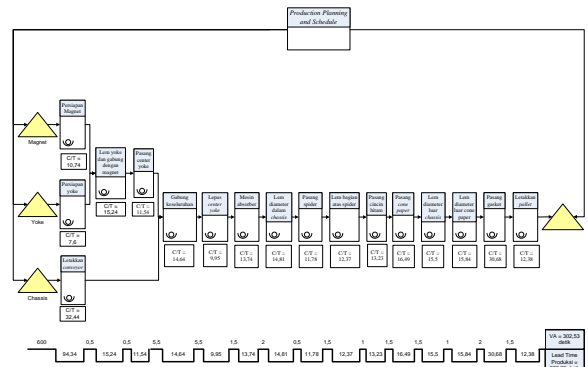 Production Planning
and Schedule
Persiapan
Magnet
Magnet
C/T =
10,74
Lem yoke
dan gabung
dengan
magnet
C/T =
15,24
Pasang
center
yoke
C/T =
11,54
Persiapan
yoke
Yoke
C/T =
7,6
Letakkan
conveyor
Chassis
C/T =
32,44
Gabung
keseluruhan
C/T =
14,64
Lepas
center
yoke
C/T =
9,95
Mesin
absorbet
C/T =
13,74
Lem
diameter
dalam
chassis
C/T =
14,81
Pasang
spider
C/T =
11,78
Lem bagian
atas spider
C/T =
12,37
Pasang
cincin
hitam
C/T =
13,23
Pasang
cone
paper
C/T =
16,49
Lem
diameter
luar
chassis
C/T =
15,5
Lem
diameter
luar cone
paper
C/T =
15,84
Pasang
gasket
C/T =
30,68
Letakkan
pallet
C/T =
12,38
600 0,5 0,5 5,5 5,5 1,5 2 1,5 1 1,5 1,5 1,5 2 1,5
94,34 15,24 11,54 14,64 9,95 13,74 14,81 11,78 12,37 13,23 16,49 15,5 15,84 30,68 12,38
VA = 302,53
detik
Lead Time
Produksi =